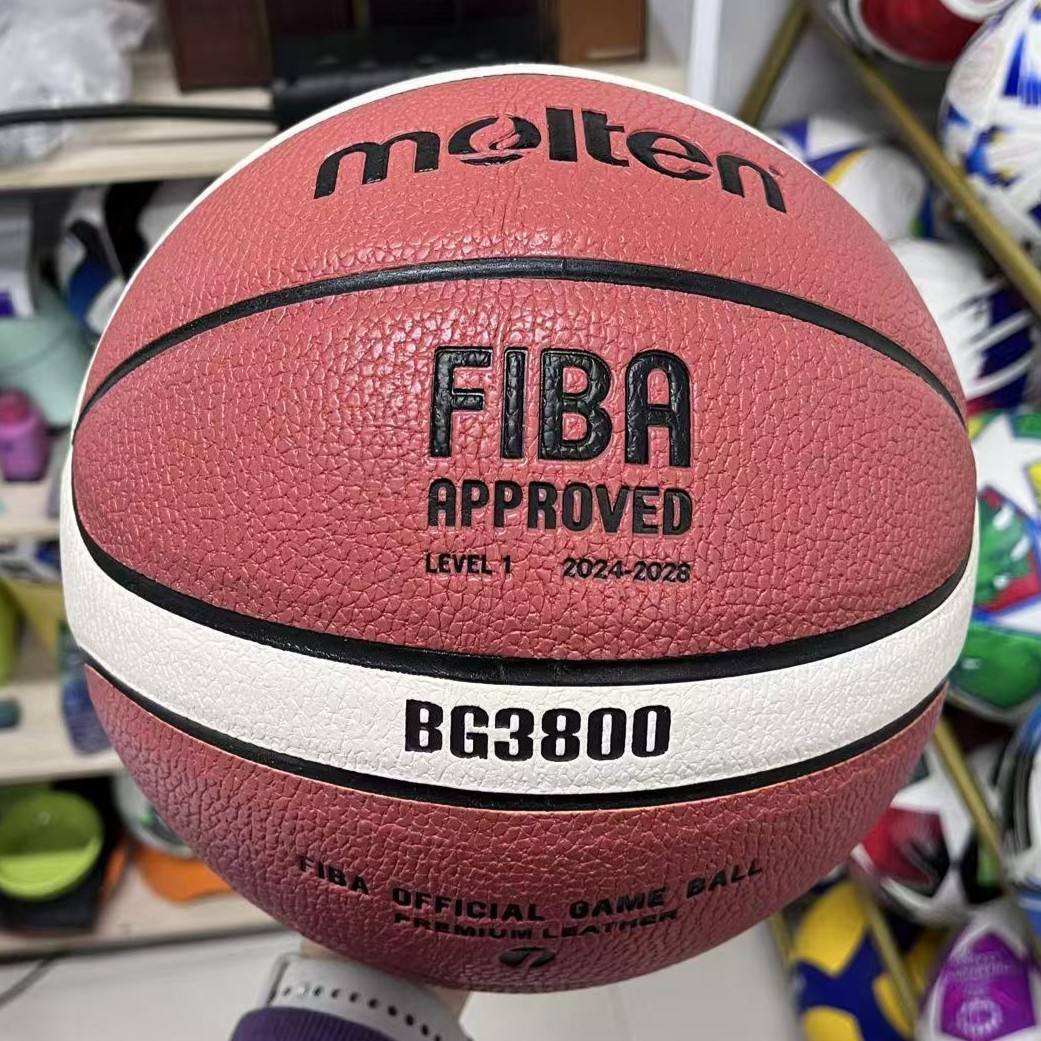 molten
FIBA
APPROVED
LEVEL 1 2024-2028
BG3800
FIBA OFFICIAL GAME BALL
PREMIUM LEATHER
7